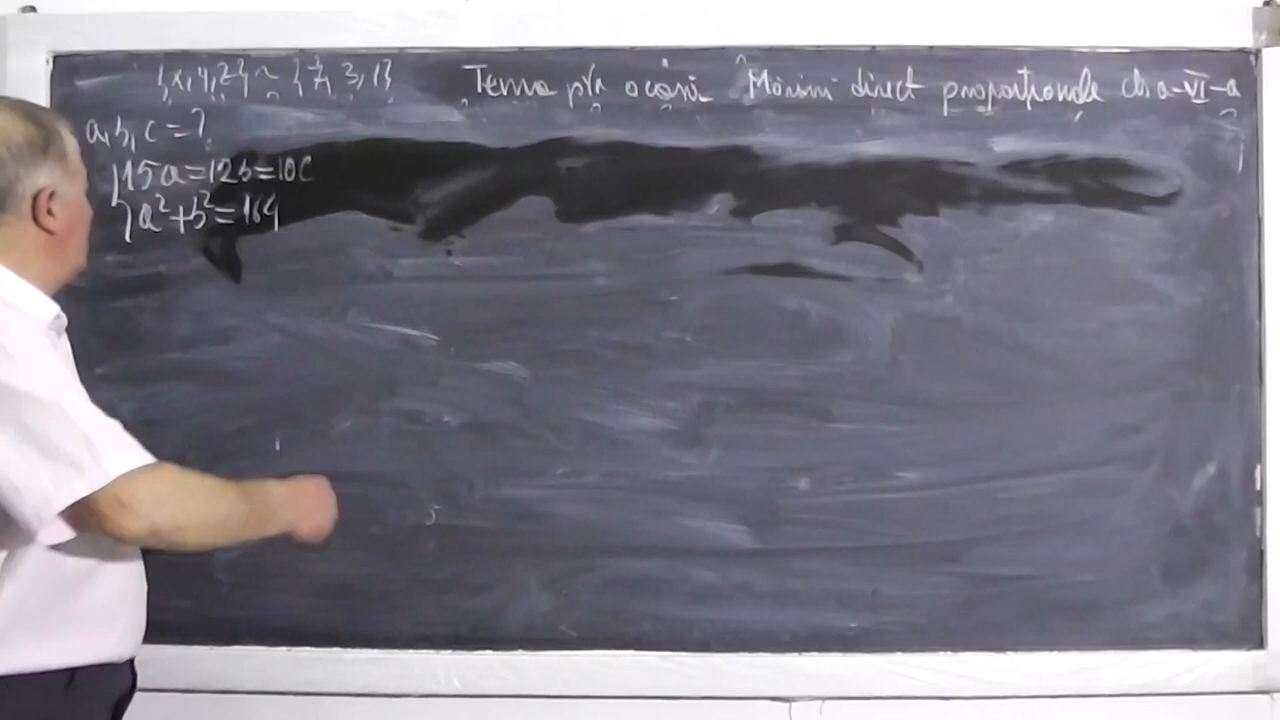 {x, y, z} ~ {7, 3, 1}
Tema pt. acasă Mărimi direct proporționale cls a-VI-a
a, b, c = ?
15a=12b=10c
a²+b²=164